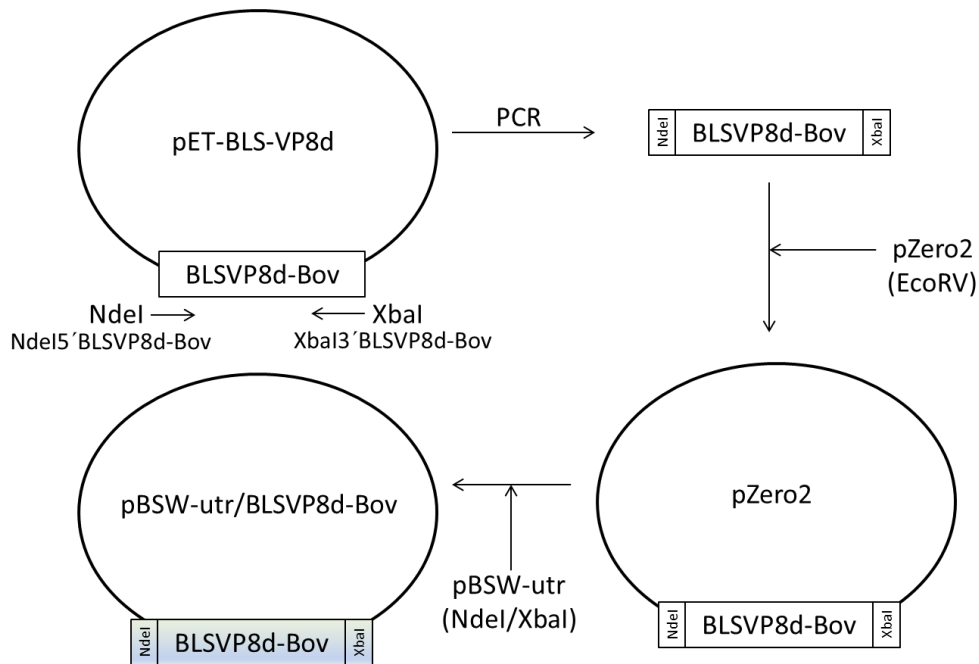 pET-BLS-VP8d
BLSVP8d-Bov
NdeI
XbaI
NdeI5´BLSVP8d-Bov
XbaI3´BLSVP8d-Bov
PCR
NdeI
BLSVP8d-Bov
XbaI
pZero2
(EcoRV)
pZero2
NdeI
BLSVP8d-Bov
XbaI
pBSW-utr
(NdeI/XbaI)
pBSW-utr/BLSVP8d-Bov
NdeI
BLSVP8d-Bov
XbaI